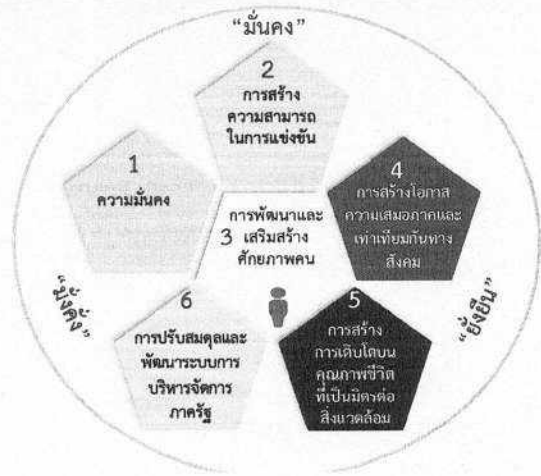 “มั่นคง”
2
การสร้าง
ความสามารถ
ในการแข่งขัน
1
ความมั่นคง
4
การสร้างโอกาส
ความเสมอภาคและ
เท่าเทียมกันทาง
สังคม
การพัฒนาและ
3 เสริมสร้าง
ศักยภาพคน
“มั่งคั่ง”
“ยั่งยืน”
6
การปรับสมดุลและ
พัฒนาระบบการ
บริหารจัดการ
ภาครัฐ
5
การสร้าง
การเติบโตบน
คุณภาพชีวิต
ที่เป็นมิตรต่อ
สิ่งแวดล้อม